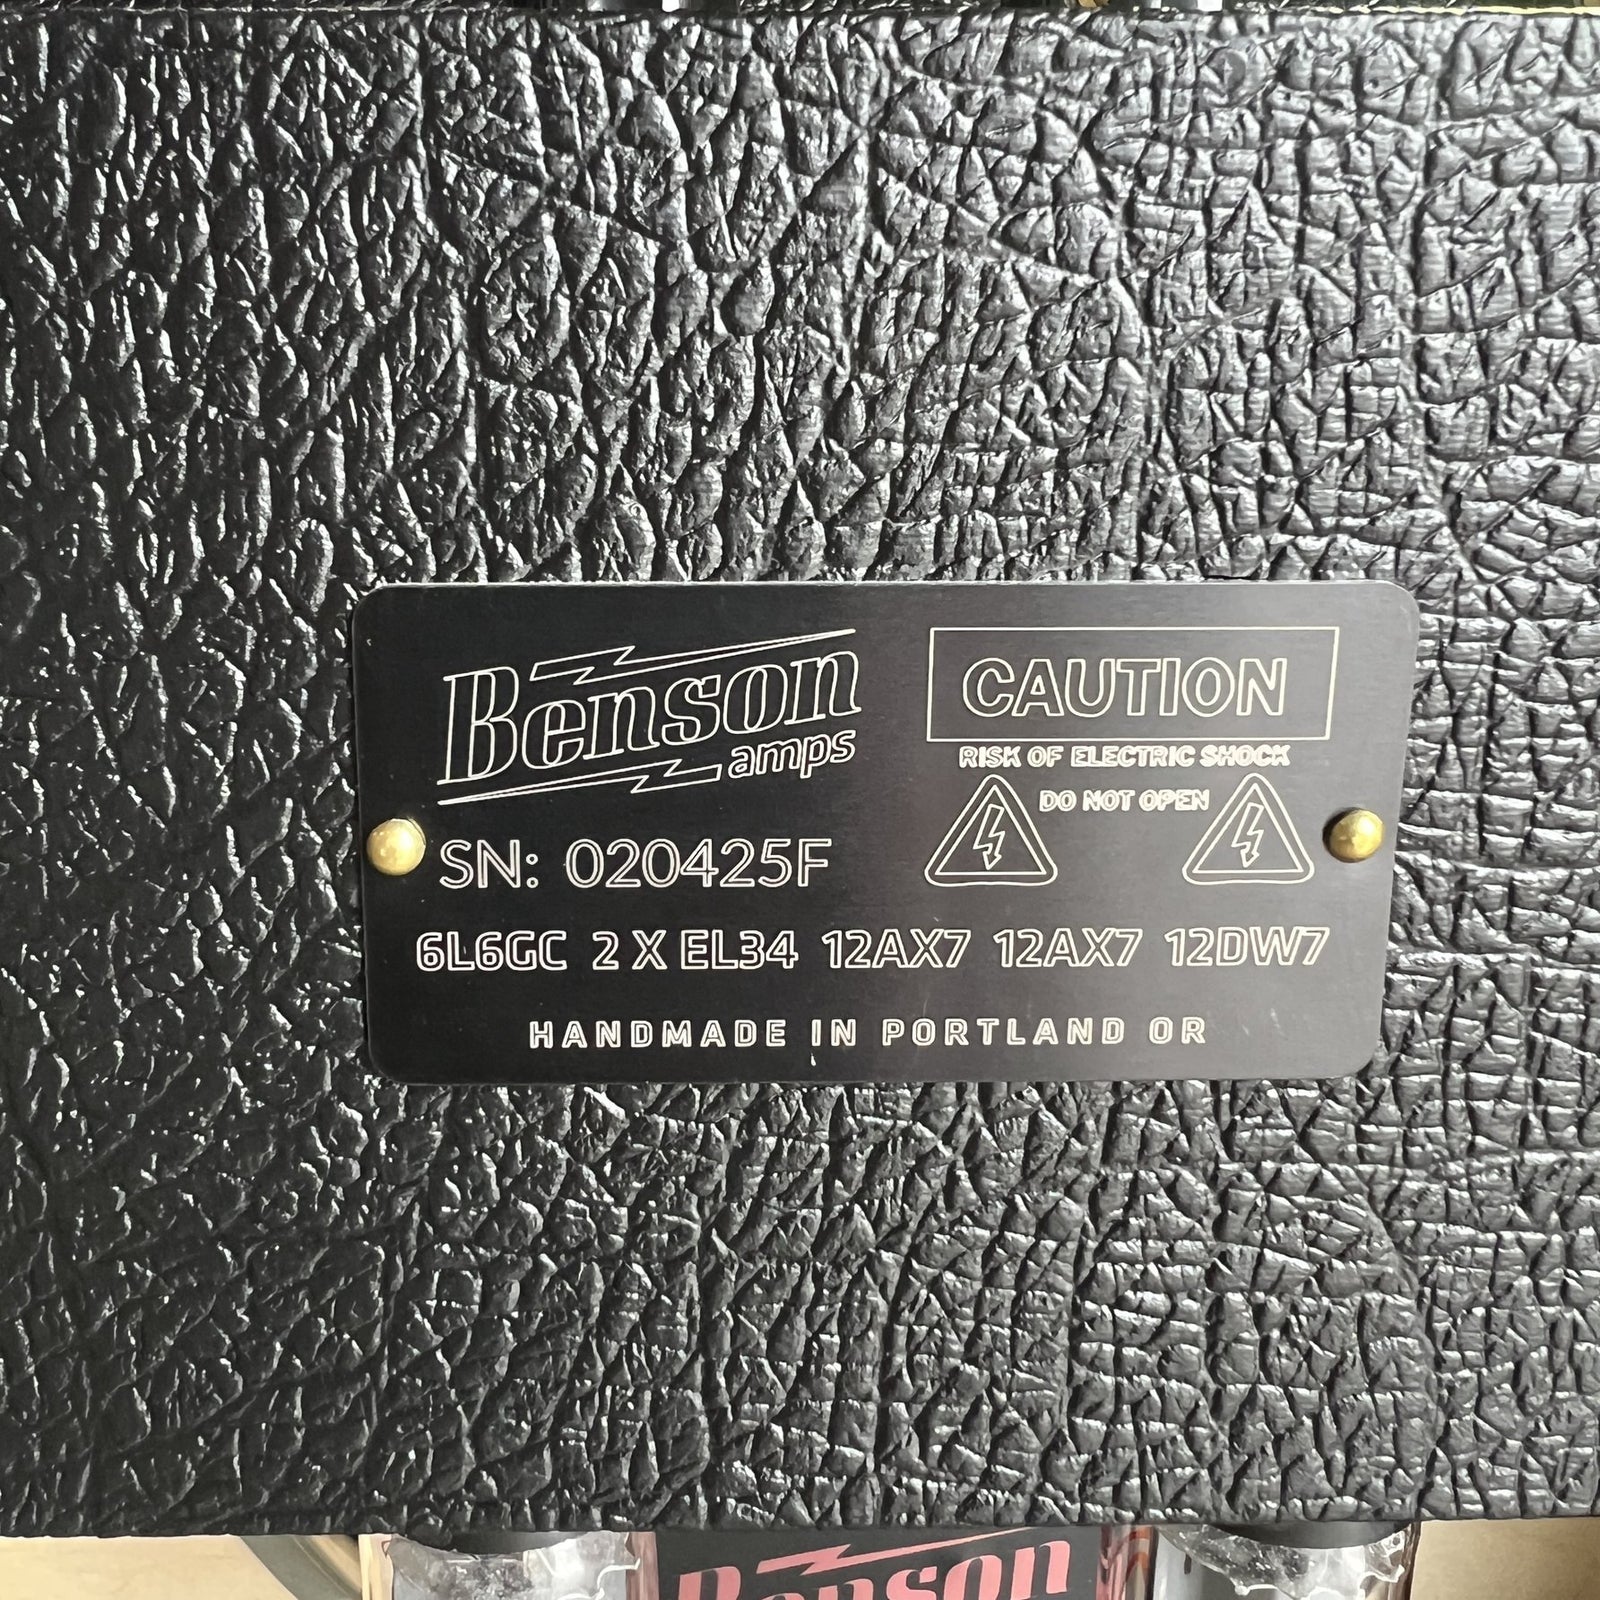 Benson
amps
CAUTION
RISK OF ELECTRIC SHOCK
DO NOT OPEN
SN: 020425F
6L6GC 2 X EL34 12AX7 12AX7 12DW7
HANDMADE IN PORTLAND OR
Benson